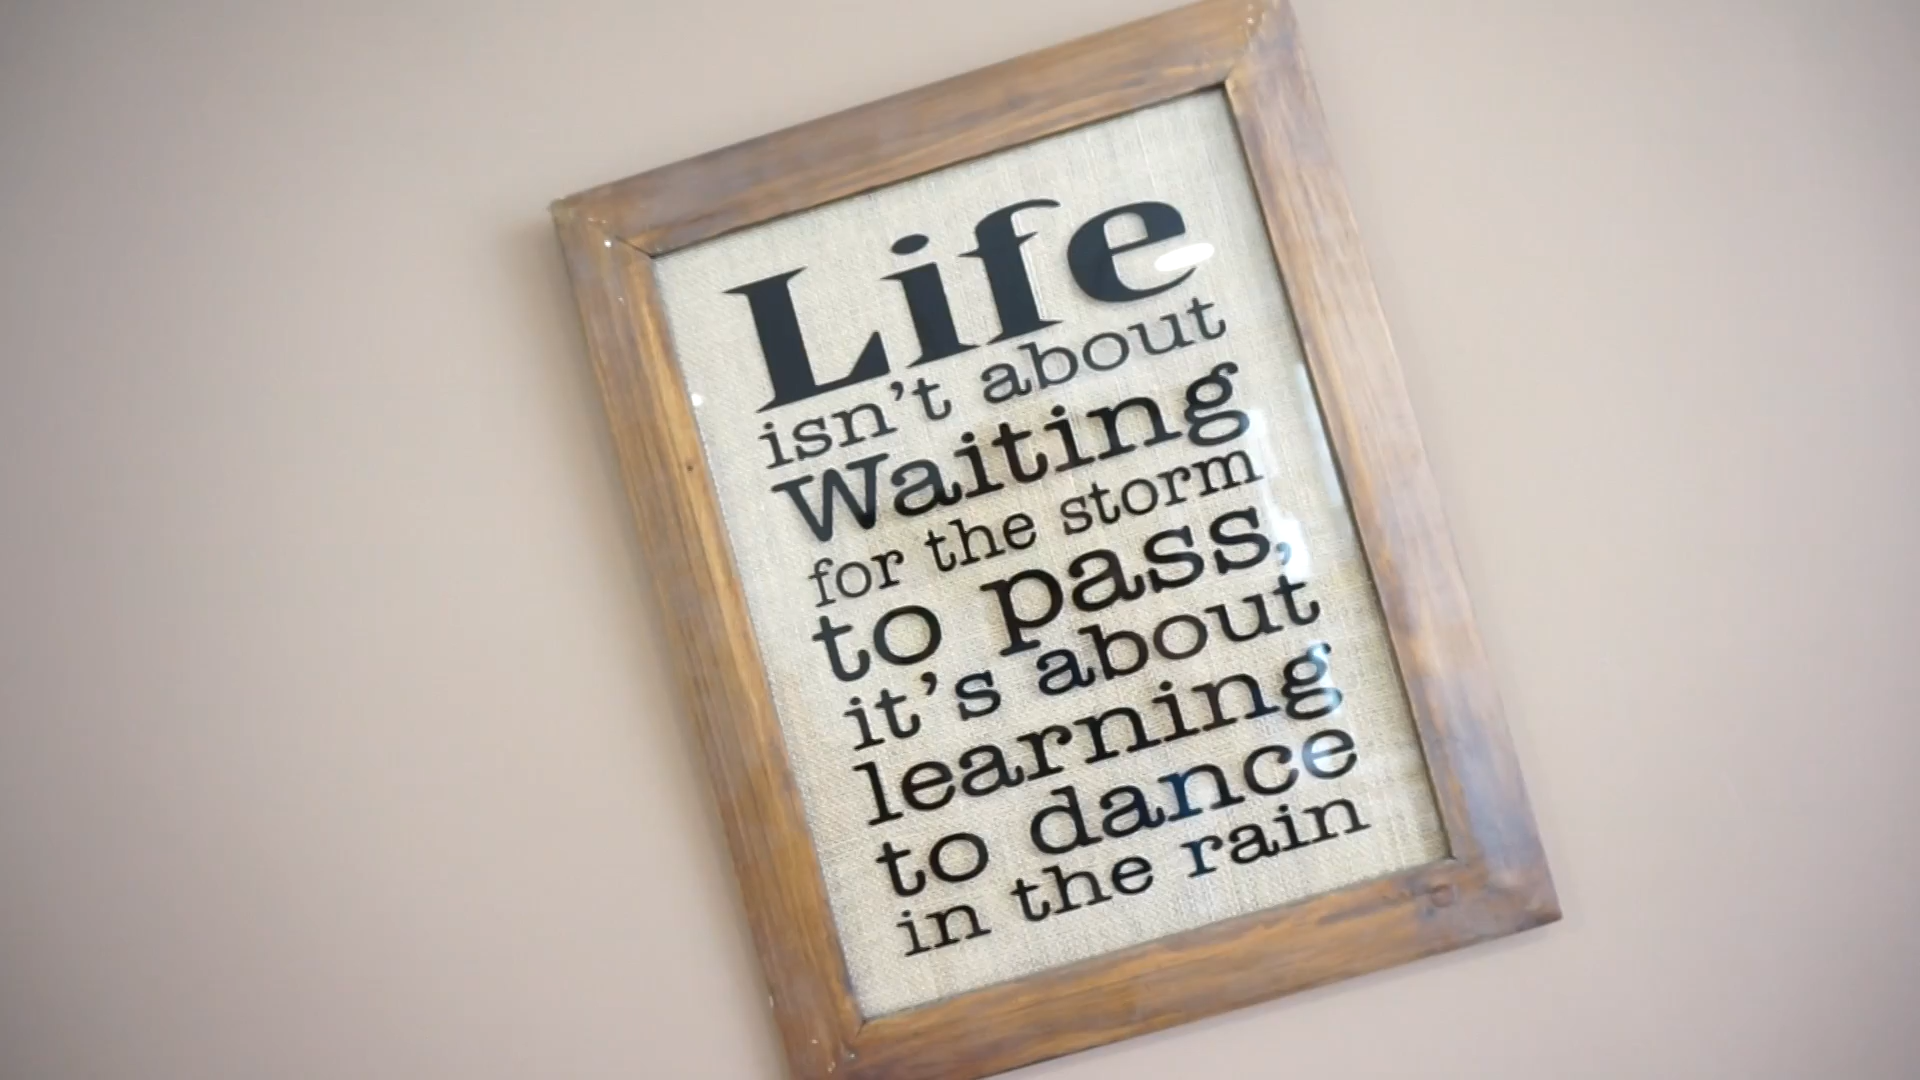 Life
isn't about
Waiting
for the storm
to pass,
it's about
learning
to dance
in the rain